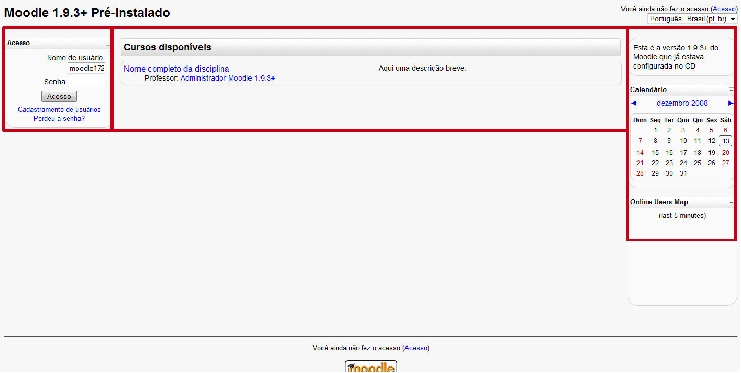 Moodle 1.9.3+ Pré-Instalado
Você ainda não fez o acesso (Acesso)
Português - Brasil (pt_br)
Acesso
Nome de usuário
moodle172
Senha
Acesso
Cadastramento de usuários
Perdeu a senha?
Cursos disponíveis
Nome completo da disciplina
Professor: Administrador Moodle 1.9.3+
Aqui uma descrição breve.
Esta é a versão 1.9.3+ do
Moodle que já estava
configurada no CD
Calendário
◀ dezembro 2008 ▶
Dom Seg Ter Qua Qui Sex Sáb
1 2 3 4 5 6
7 8 9 10 11 12 13
14 15 16 17 18 19 20
21 22 23 24 25 26 27
28 29 30 31
Online Users Map
(last 5 minutes)
Você ainda não fez o acesso (Acesso)
moodle